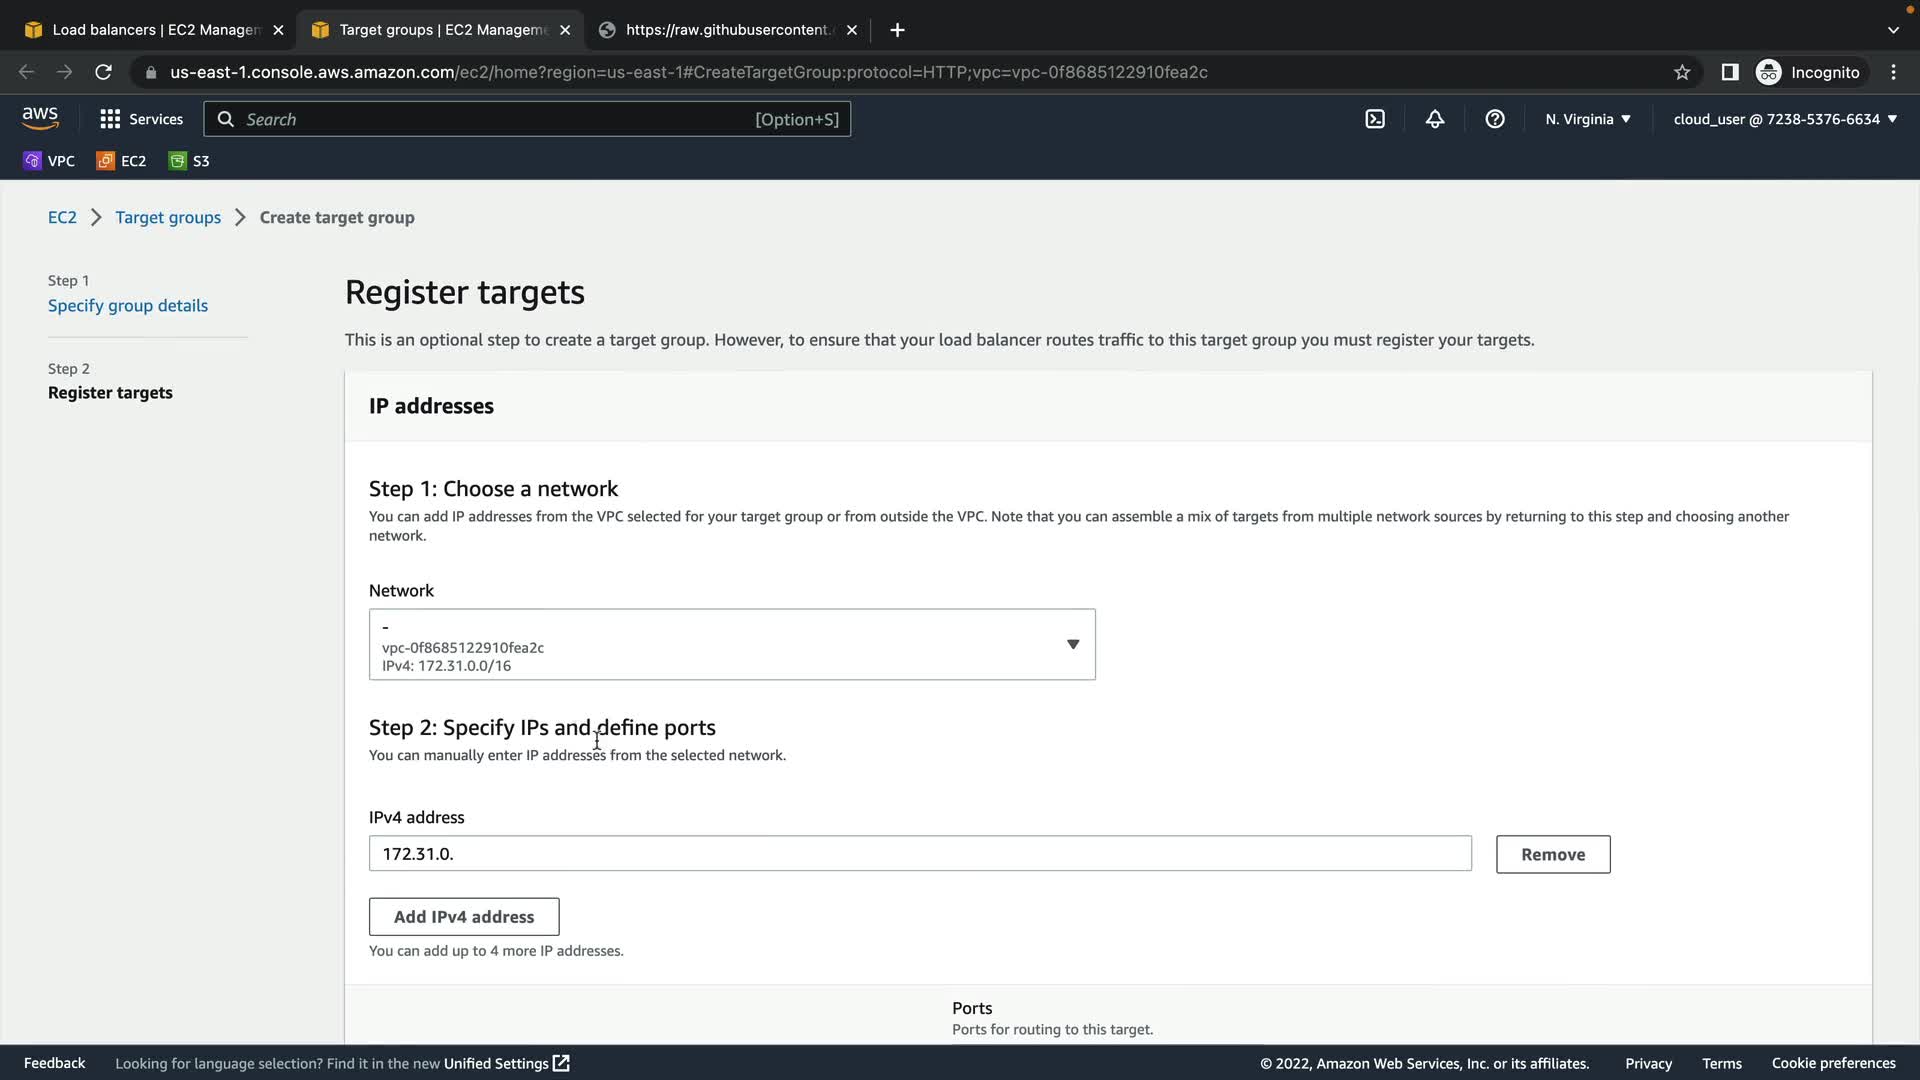 Load balancers | EC2 Managem
Target groups | EC2 Manageme
https://raw.githubusercontent.
us-east-1.console.aws.amazon.com/ec2/home?region=us-east-1#CreateTargetGroup:protocol=HTTP;vpc=vpc-0f8685122910fea2c
Incognito
aws
Services
Search
[Option+S]
N. Virginia
cloud_user @ 7238-5376-6634
VPC
EC2
S3
EC2
Target groups
Create target group
Step 1
Specify group details
Step 2
Register targets
Register targets
This is an optional step to create a target group. However, to ensure that your load balancer routes traffic to this target group you must register your targets.
IP addresses
Step 1: Choose a network
You can add IP addresses from the VPC selected for your target group or from outside the VPC. Note that you can assemble a mix of targets from multiple network sources by returning to this step and choosing another
network.
Network
-
vpc-0f8685122910fea2c
IPv4: 172.31.0.0/16
Step 2: Specify IPs and define ports
You can manually enter IP addresses from the selected network.
IPv4 address
172.31.0.
Remove
Add IPv4 address
You can add up to 4 more IP addresses.
Ports
Ports for routing to this target.
Feedback
Looking for language selection? Find it in the new Unified Settings
© 2022, Amazon Web Services, Inc. or its affiliates.
Privacy
Terms
Cookie preferences